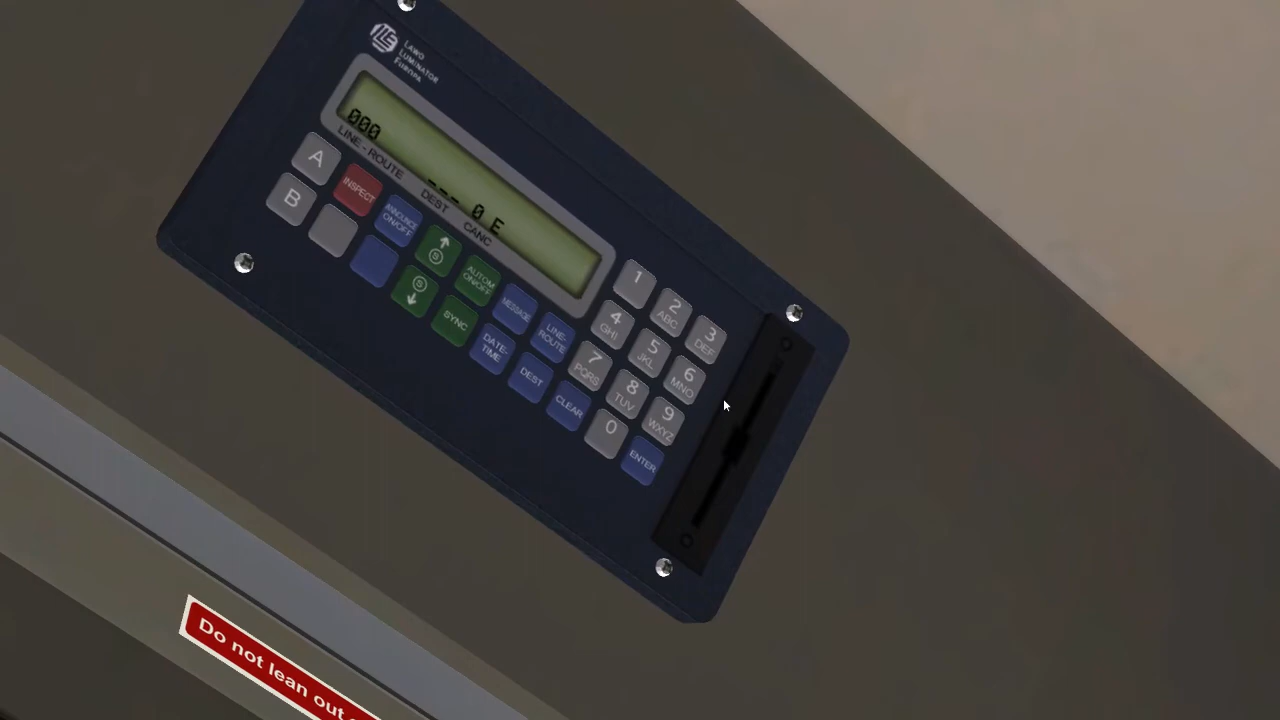 LAWO
LUMINATOR
EUROPA
000
--- 0 E
LINE - ROUTE DEST CANC
A
INSPECT
ANNOUNCE
ON/OFF
S
AUTOM
ON/OFF
MESSAGE
LINE-
ROUTE
B
S
SYNC
DATE-
TIME
DEST
CLEAR
1
2
ABC
3
DEF
4
GHI
5
JKL
6
MNO
7
PQRS
8
TUV
9
WXYZ
0
ENTER
Do not lean out